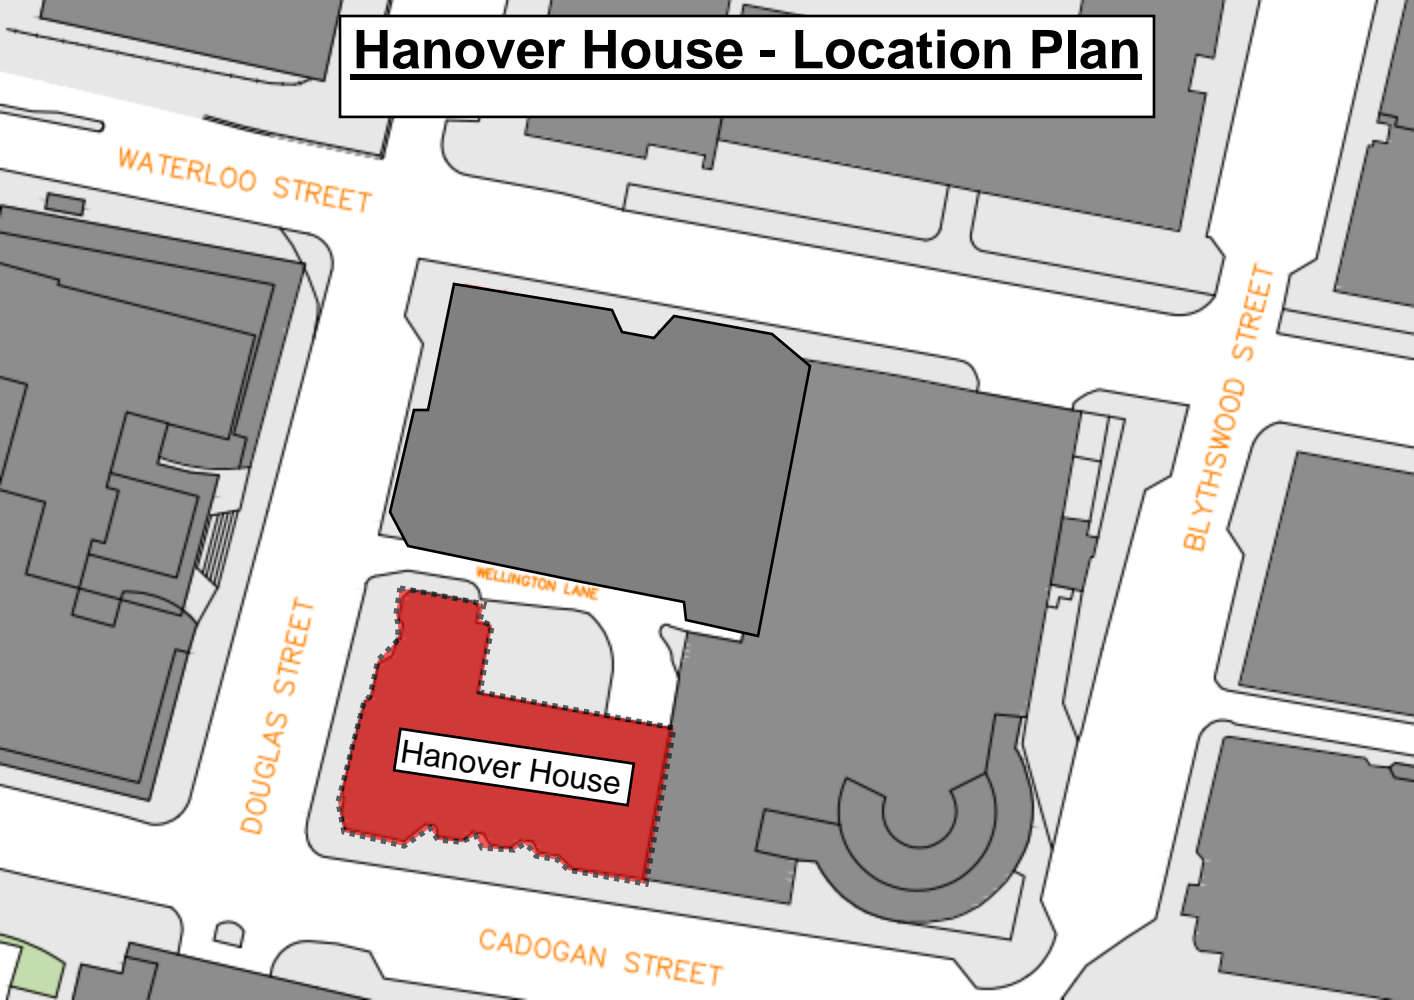 Hanover House - Location Plan
WATERLOO STREET
BLYTHSWOOD STREET
WELLINGTON LANE
DOUGLAS STREET
Hanover House
CADOGAN STREET